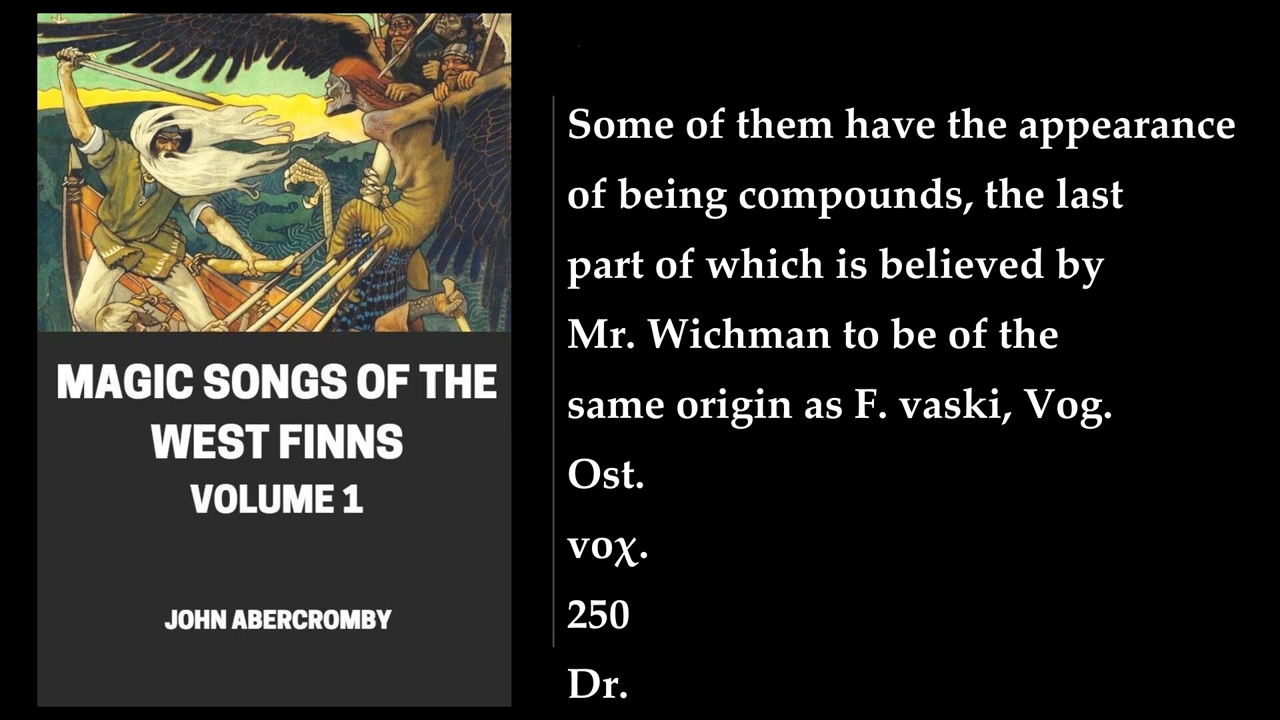 MAGIC SONGS OF THE
WEST FINNS
VOLUME 1
JOHN ABERCROMBY
Some of them have the appearance
of being compounds, the last
part of which is believed by
Mr. Wichman to be of the
same origin as F. vaski, Vog.
Ost.
voχ.
250
Dr.